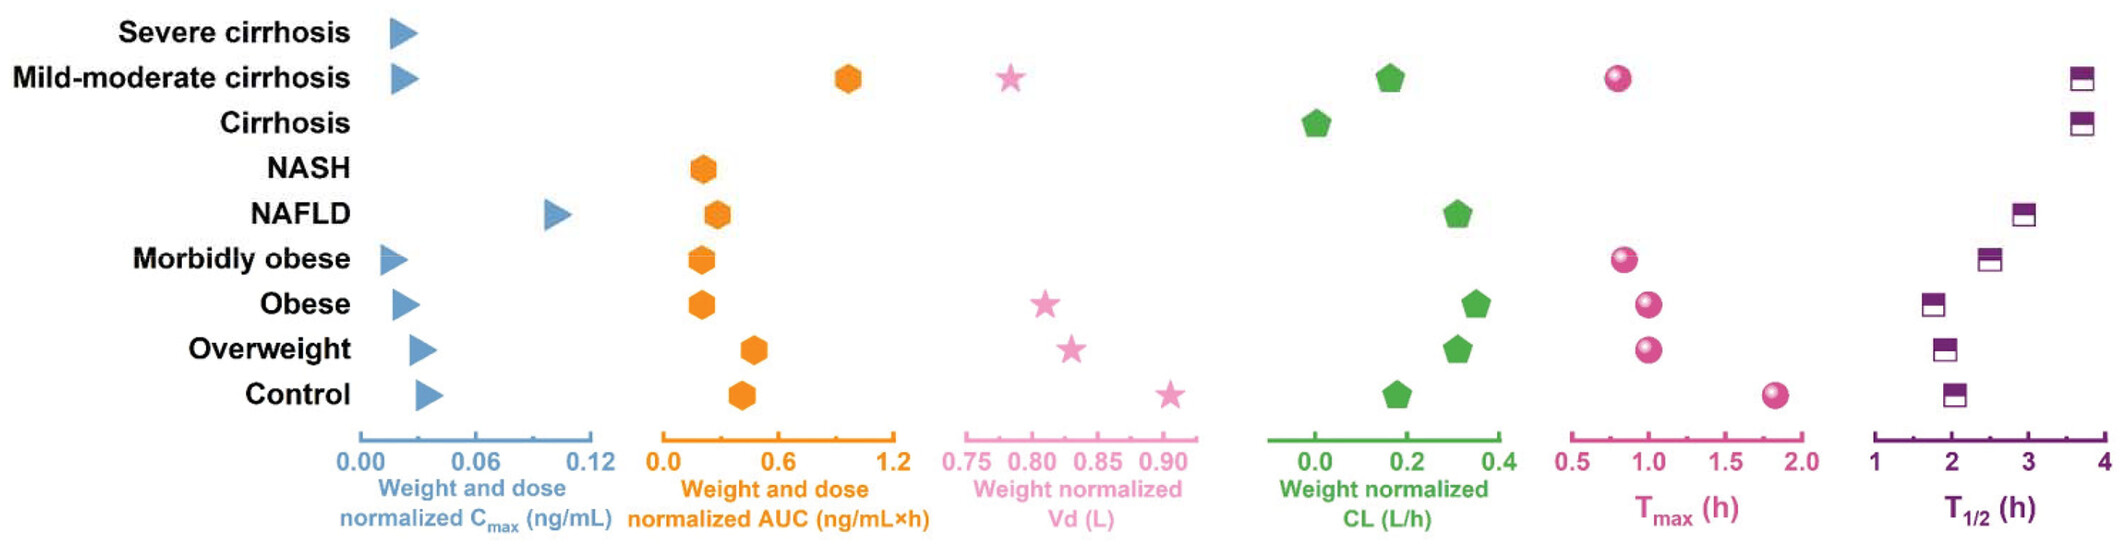 Severe cirrhosis
Mild-moderate cirrhosis
Cirrhosis
NASH
NAFLD
Morbidly obese
Obese
Overweight
Control
0.00 0.06 0.12
Weight and dose
normalized Cmax (ng/mL)
0.0 0.6 1.2
Weight and dose
normalized AUC (ng/mL×h)
0.75 0.80 0.85 0.90
Weight normalized
Vd (L)
0.0 0.2 0.4
Weight normalized
CL (L/h)
0.5 1.0 1.5 2.0
Tmax (h)
1 2 3 4
T1/2 (h)